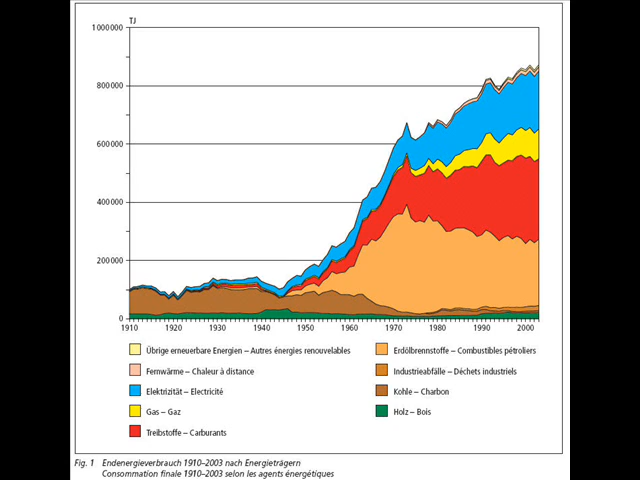 TJ
1 000 000
800 000
600 000
400 000
200 000
0
1910 1920 1930 1940 1950 1960 1970 1980 1990 2000
Übrige erneuerbare Energien – Autres énergies renouvelables
Fernwärme – Chaleur à distance
Elektrizität – Electricité
Gas – Gaz
Treibstoffe – Carburants
Erdölbrennstoffe – Combustibles pétroliers
Industrieabfälle – Déchets industriels
Kohle – Charbon
Holz – Bois
Fig. 1 Endenergieverbrauch 1910–2003 nach Energieträgern
Consommation finale 1910–2003 selon les agents énergétiques